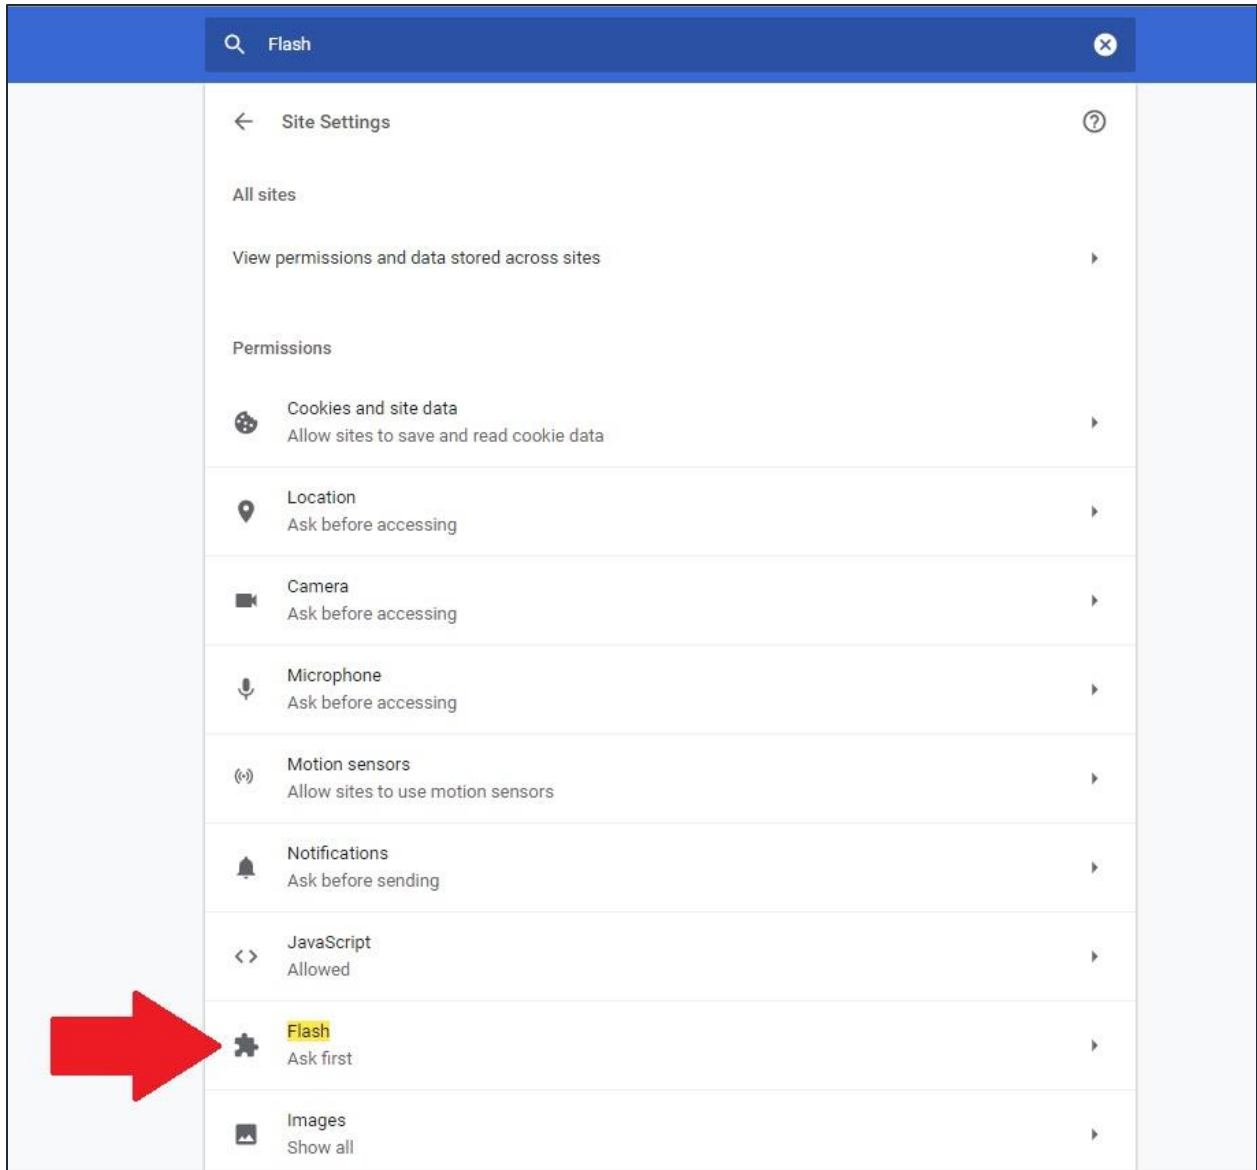 Flash
Site Settings
All sites
View permissions and data stored across sites
Permissions
Cookies and site data
Allow sites to save and read cookie data
Location
Ask before accessing
Camera
Ask before accessing
Microphone
Ask before accessing
Motion sensors
Allow sites to use motion sensors
Notifications
Ask before sending
JavaScript
Allowed
Flash
Ask first
Images
Show all